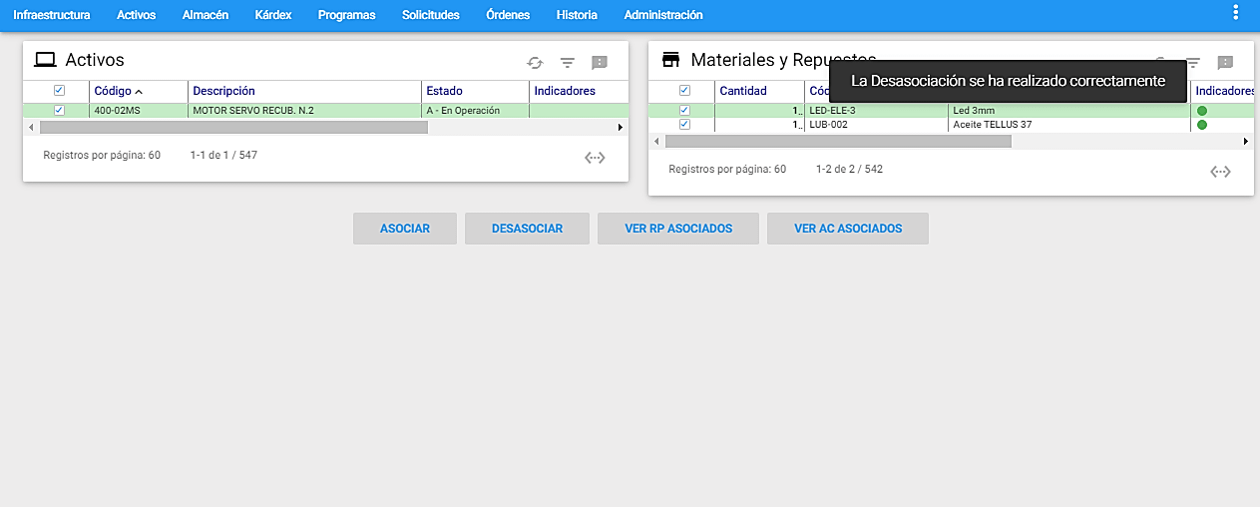 Infraestructura Activos Almacén Kárdex Programas Solicitudes Órdenes Historia Administración
Activos
Código Descripción Estado Indicadores
400-02MS MOTOR SERVO RECUB. N.2 A - En Operación
Registros por página: 60 1-1 de 1 / 547
Materiales y Repuestos
La Desasociación se ha realizado correctamente
Cantidad Cód Indicadores
1.. LED-ELE-3 Led 3mm
1.. LUB-002 Aceite TELLUS 37
Registros por página: 60 1-2 de 2 / 542
ASOCIAR DESASOCIAR VER RP ASOCIADOS VER AC ASOCIADOS